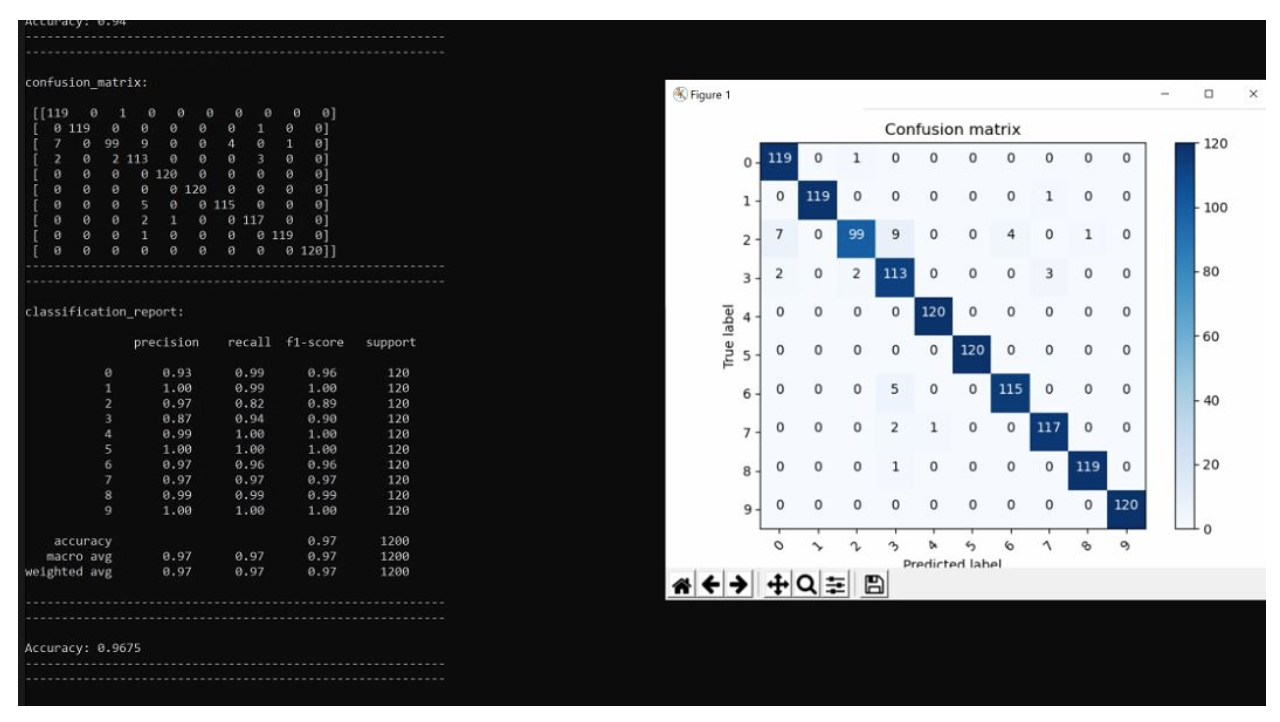 Accuracy: 0.94
--------------------------------------------------------
--------------------------------------------------------
confusion_matrix:
[[119 0 1 0 0 0 0 0 0 0]
[ 0 119 0 0 0 0 0 1 0 0]
[ 7 0 99 9 0 0 4 0 1 0]
[ 2 0 2 113 0 0 0 3 0 0]
[ 0 0 0 0 120 0 0 0 0 0]
[ 0 0 0 0 0 120 0 0 0 0]
[ 0 0 0 5 0 0 115 0 0 0]
[ 0 0 0 2 1 0 0 117 0 0]
[ 0 0 0 1 0 0 0 0 119 0]
[ 0 0 0 0 0 0 0 0 0 120]]
--------------------------------------------------------
--------------------------------------------------------
classification_report:
precision recall f1-score support
0 0.93 0.99 0.96 120
1 1.00 0.99 1.00 120
2 0.97 0.82 0.89 120
3 0.87 0.94 0.90 120
4 0.99 1.00 1.00 120
5 1.00 1.00 1.00 120
6 0.97 0.96 0.96 120
7 0.97 0.97 0.97 120
8 0.99 0.99 0.99 120
9 1.00 1.00 1.00 120
accuracy 0.97 1200
macro avg 0.97 0.97 0.97 1200
weighted avg 0.97 0.97 0.97 1200
--------------------------------------------------------
--------------------------------------------------------
Accuracy: 0.9675
--------------------------------------------------------
--------------------------------------------------------
Figure 1
Confusion matrix
True label
0 119 0 1 0 0 0 0 0 0 0
1 0 119 0 0 0 0 0 1 0 0
2 7 0 99 9 0 0 4 0 1 0
3 2 0 2 113 0 0 0 3 0 0
4 0 0 0 0 120 0 0 0 0 0
5 0 0 0 0 0 120 0 0 0 0
6 0 0 0 5 0 0 115 0 0 0
7 0 0 0 2 1 0 0 117 0 0
8 0 0 0 1 0 0 0 0 119 0
9 0 0 0 0 0 0 0 0 0 120
0 1 2 3 4 5 6 7 8 9
Predicted label
120
100
80
60
40
20
0